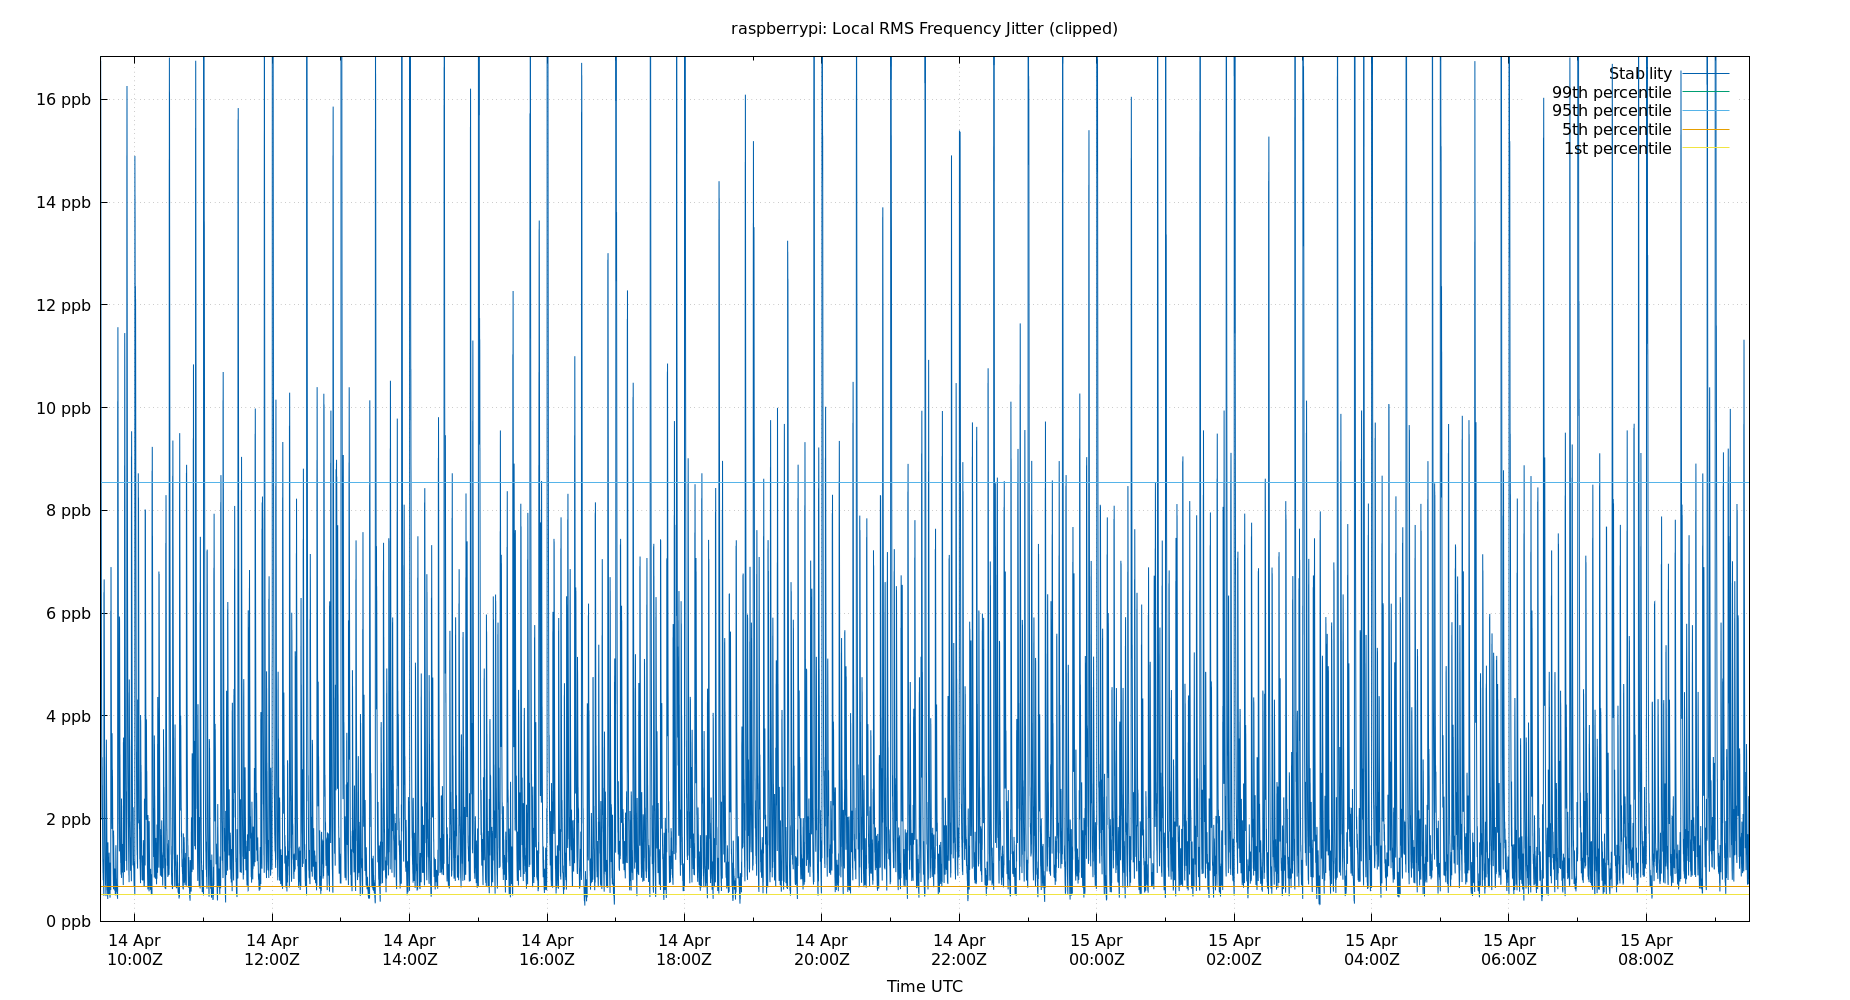 raspberrypi: Local RMS Frequency Jitter (clipped)
Stability
99th percentile
95th percentile
5th percentile
1st percentile
16 ppb
14 ppb
12 ppb
10 ppb
8 ppb
6 ppb
4 ppb
2 ppb
0 ppb
14 Apr 14 Apr 14 Apr 14 Apr 14 Apr 14 Apr 14 Apr 15 Apr 15 Apr 15 Apr 15 Apr 15 Apr
10:00Z 12:00Z 14:00Z 16:00Z 18:00Z 20:00Z 22:00Z 00:00Z 02:00Z 04:00Z 06:00Z 08:00Z
Time UTC